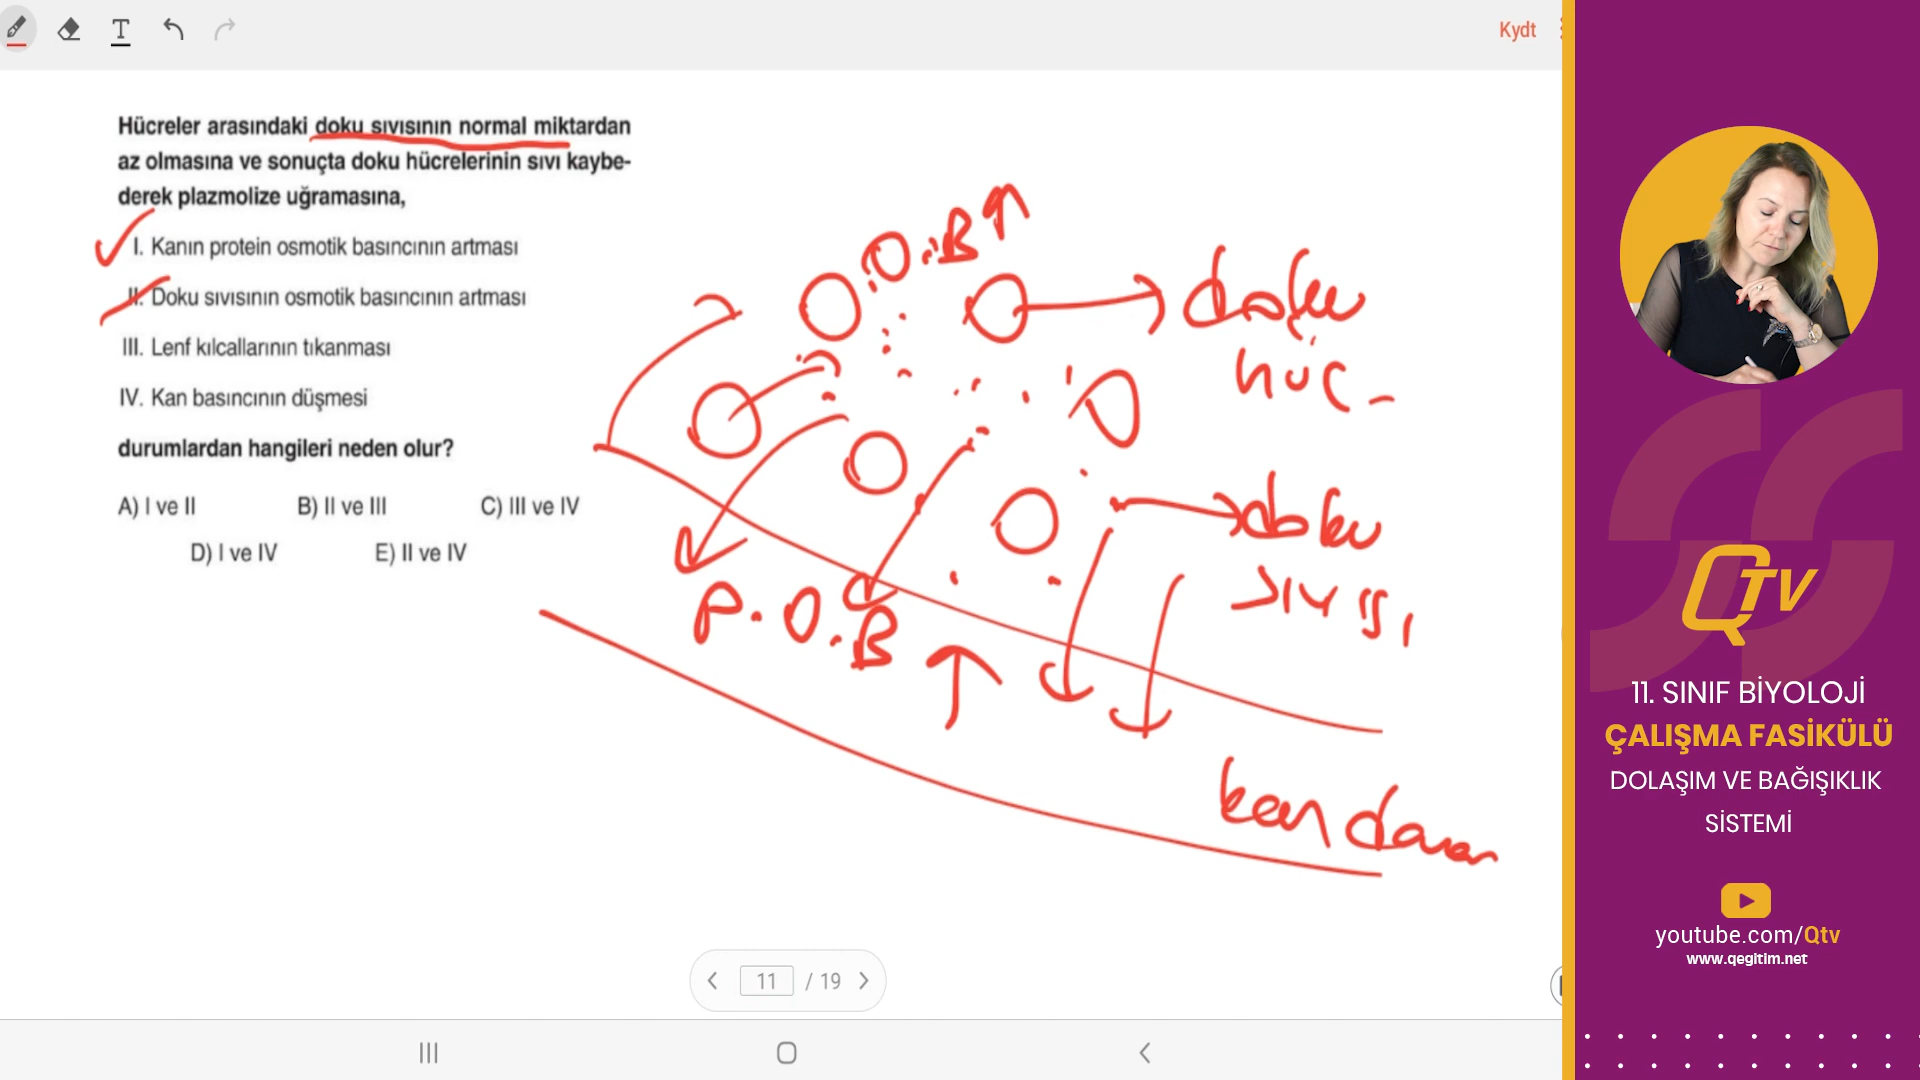 T
Kydt
Hücreler arasındaki doku sıvısının normal miktardan
az olmasına ve sonuçta doku hücrelerinin sıvı kaybe-
derek plazmolize uğramasına,
I. Kanın protein osmotik basıncının artması
II. Doku sıvısının osmotik basıncının artması
III. Lenf kılcallarının tıkanması
IV. Kan basıncının düşmesi
durumlardan hangileri neden olur?
A) I ve II B) II ve III C) III ve IV
D) I ve IV E) II ve IV
O.B↑
doku
hüc-
doku
sıvısı
P.O.B ↑
kan damarı
11 / 19
QTV
11. SINIF BİYOLOJİ
ÇALIŞMA FASİKÜLÜ
DOLAŞIM VE BAĞIŞIKLIK
SİSTEMİ
youtube.com/Qtv
www.qegitim.net